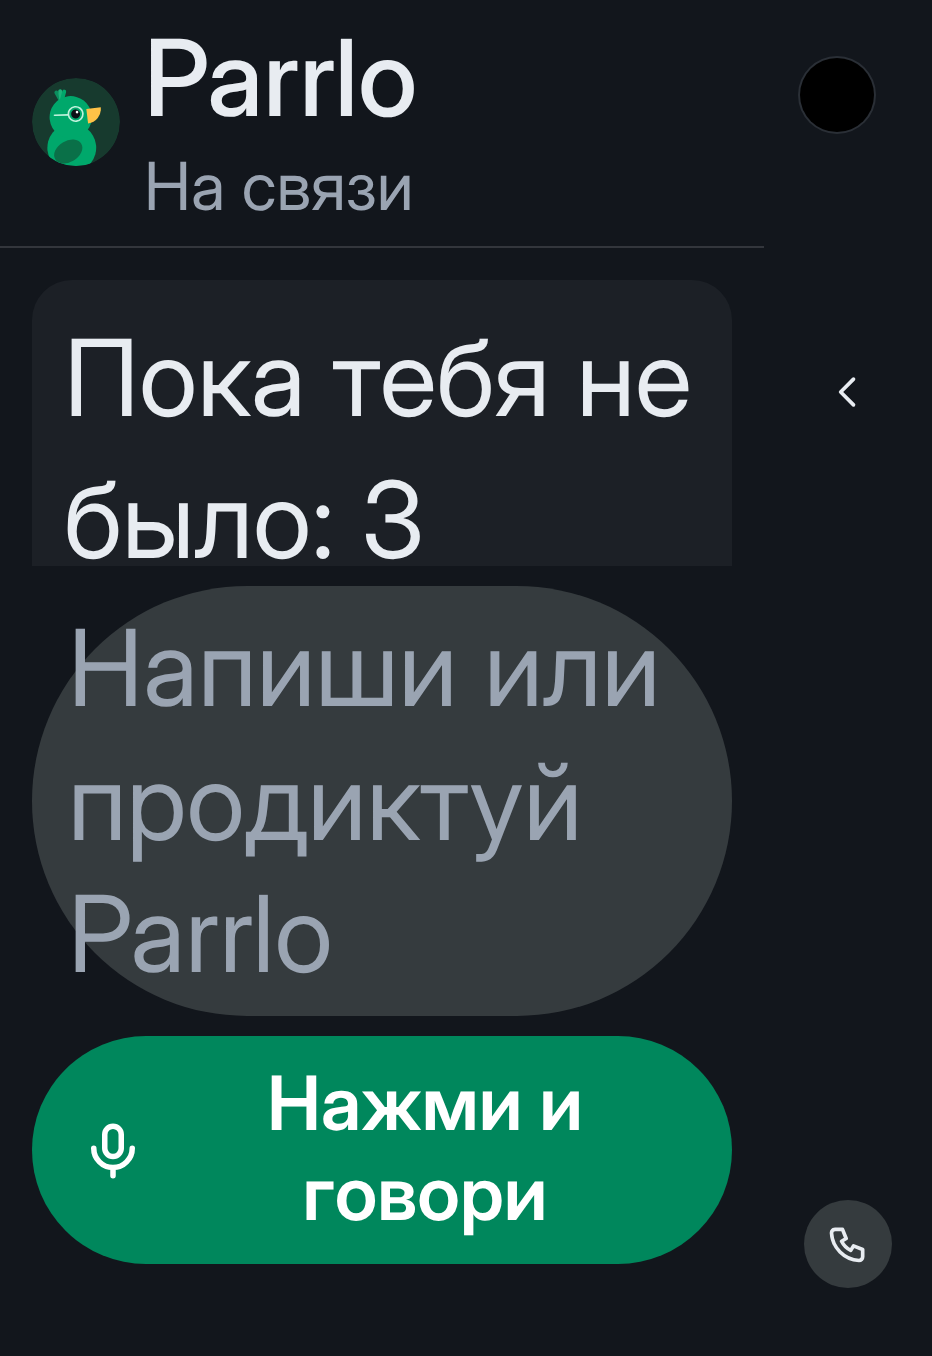 Parrlo
На связи
Пока тебя не
было: 3
Напиши или
продиктуй
Parrlo
Нажми и
говори